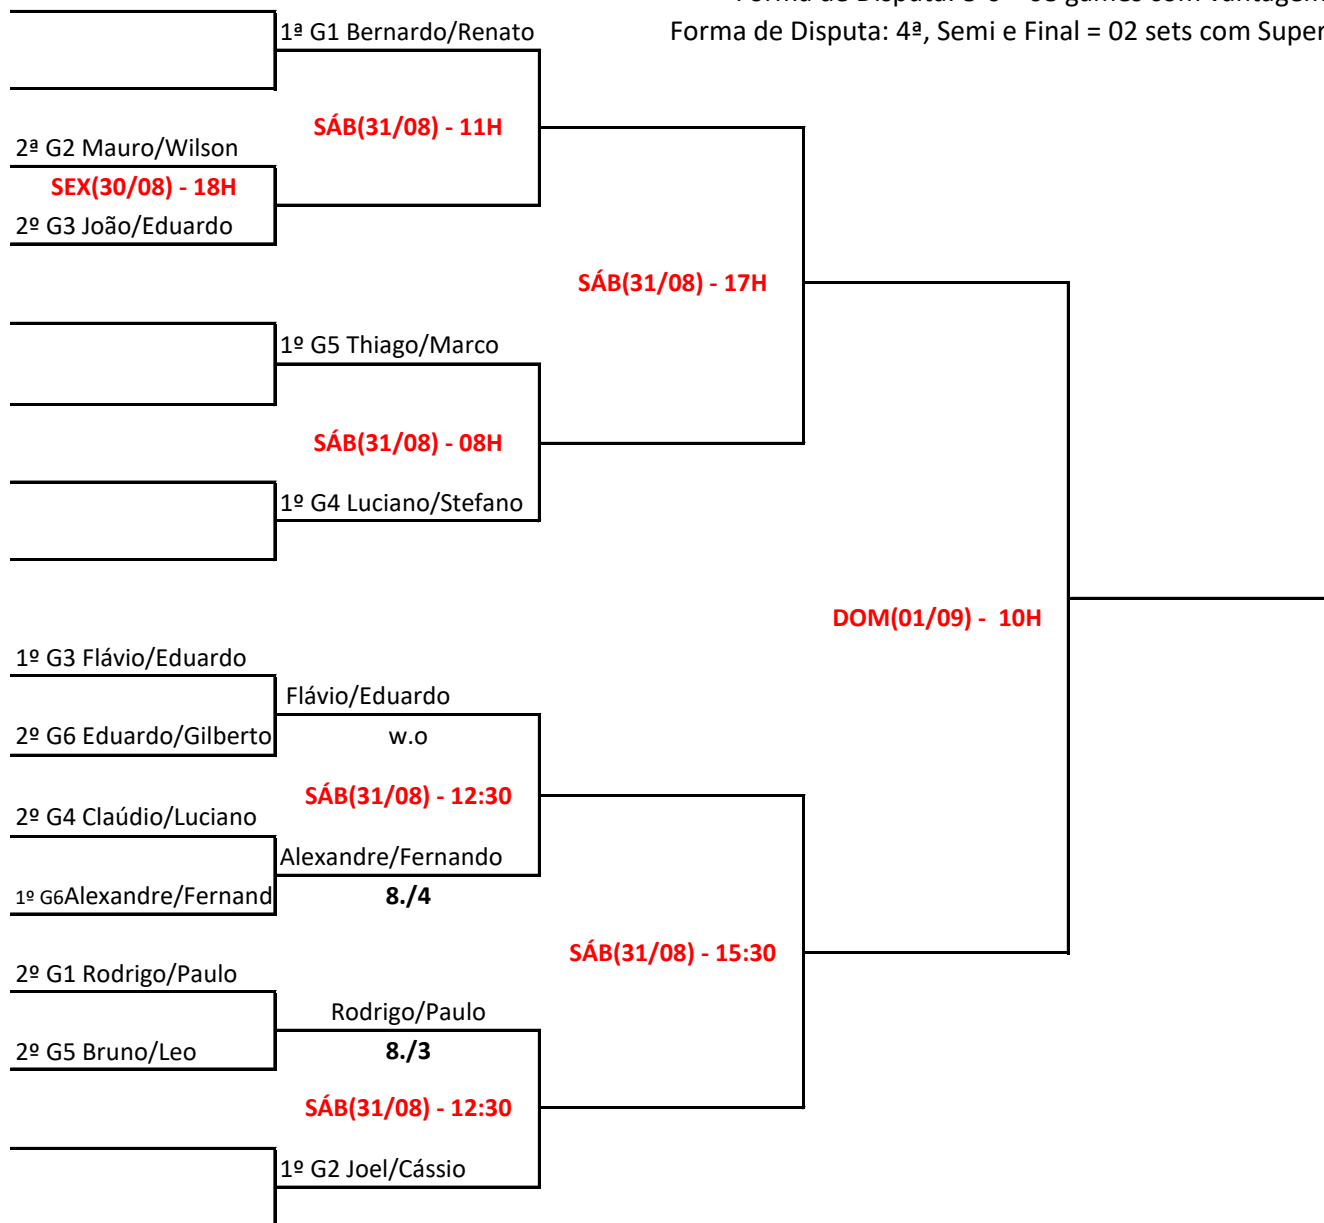 1ª G1 Bernardo/Renato
Forma de Disputa: 4ª, Semi e Final = 02 sets com Super
SÁB(31/08) - 11H
2ª G2 Mauro/Wilson
SEX(30/08) - 18H
2º G3 João/Eduardo
SÁB(31/08) - 17H
1º G5 Thiago/Marco
SÁB(31/08) - 08H
1º G4 Luciano/Stefano
DOM(01/09) -  10H
1º G3 Flávio/Eduardo
Flávio/Eduardo
2º G6 Eduardo/Gilberto
w.o
SÁB(31/08) - 12:30
2º G4 Claúdio/Luciano
Alexandre/Fernando
1º G6Alexandre/Fernand
8./4
SÁB(31/08) - 15:30
2º G1 Rodrigo/Paulo
Rodrigo/Paulo
2º G5 Bruno/Leo
8./3
SÁB(31/08) - 12:30
1º G2 Joel/Cássio